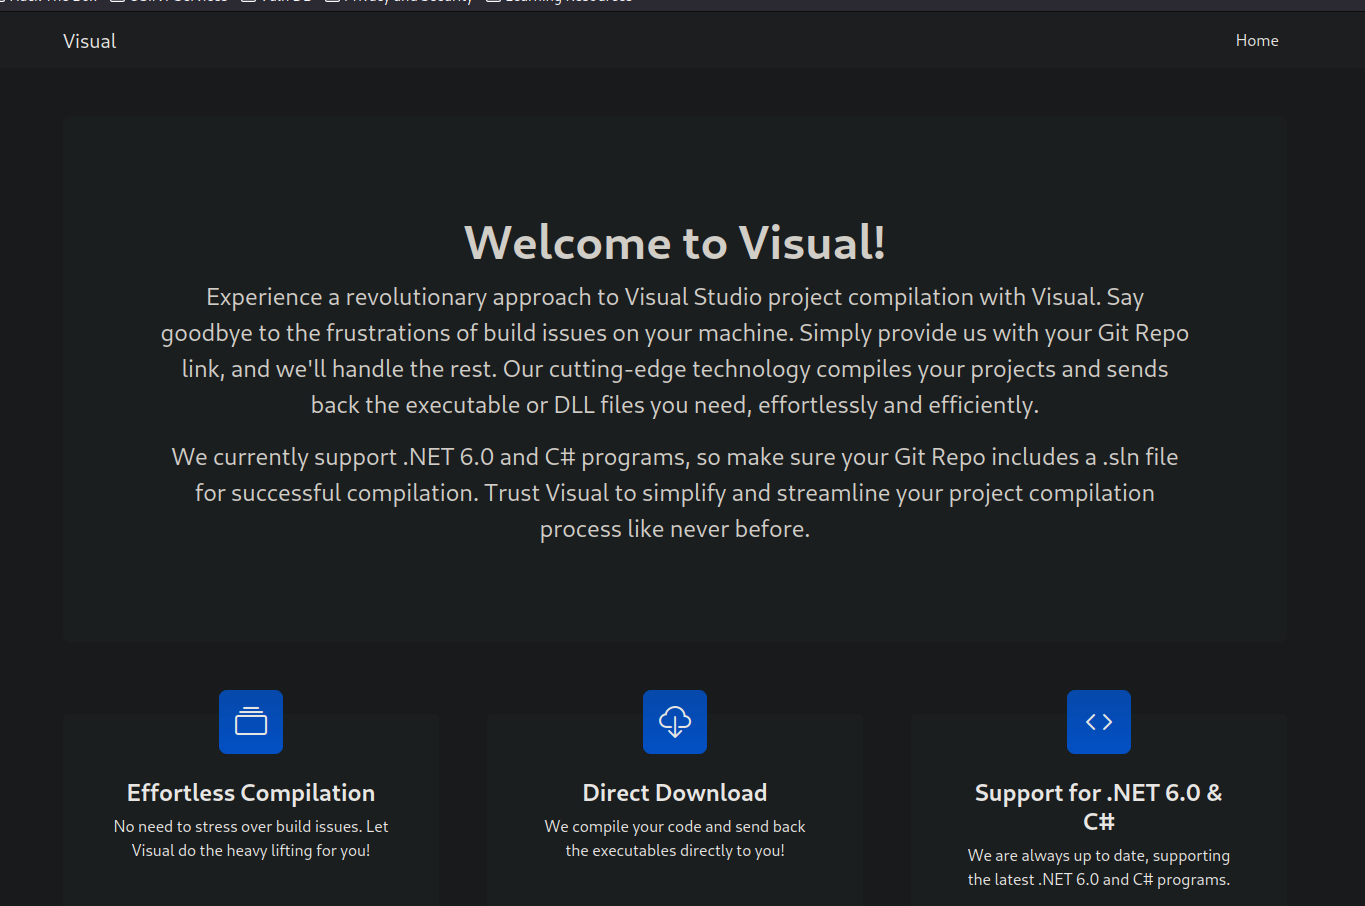 Visual
Home
Welcome to Visual!
Experience a revolutionary approach to Visual Studio project compilation with Visual. Say
goodbye to the frustrations of build issues on your machine. Simply provide us with your Git Repo
link, and we'll handle the rest. Our cutting-edge technology compiles your projects and sends
back the executable or DLL files you need, effortlessly and efficiently.
We currently support .NET 6.0 and C# programs, so make sure your Git Repo includes a .sln file
for successful compilation. Trust Visual to simplify and streamline your project compilation
process like never before.
Effortless Compilation
No need to stress over build issues. Let
Visual do the heavy lifting for you!
Direct Download
We compile your code and send back
the executables directly to you!
Support for .NET 6.0 &
C#
We are always up to date, supporting
the latest .NET 6.0 and C# programs.